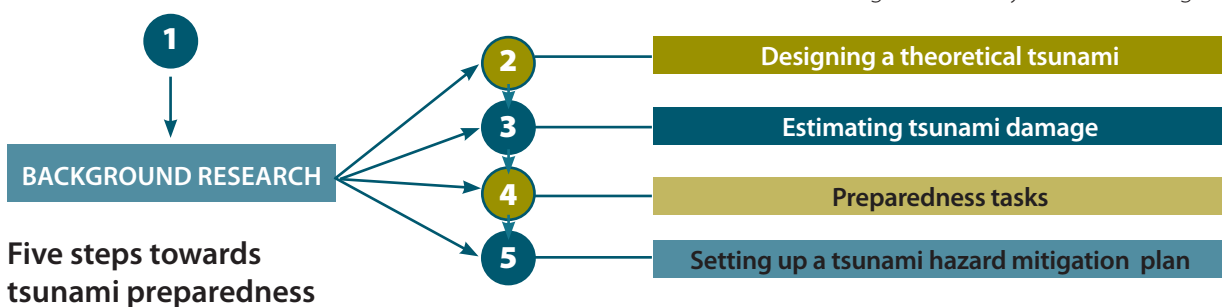 1
2
Designing a theoretical tsunami
3
Estimating tsunami damage
BACKGROUND RESEARCH
4
Preparedness tasks
5
Setting up a tsunami hazard mitigation plan
Five steps towards
tsunami preparedness